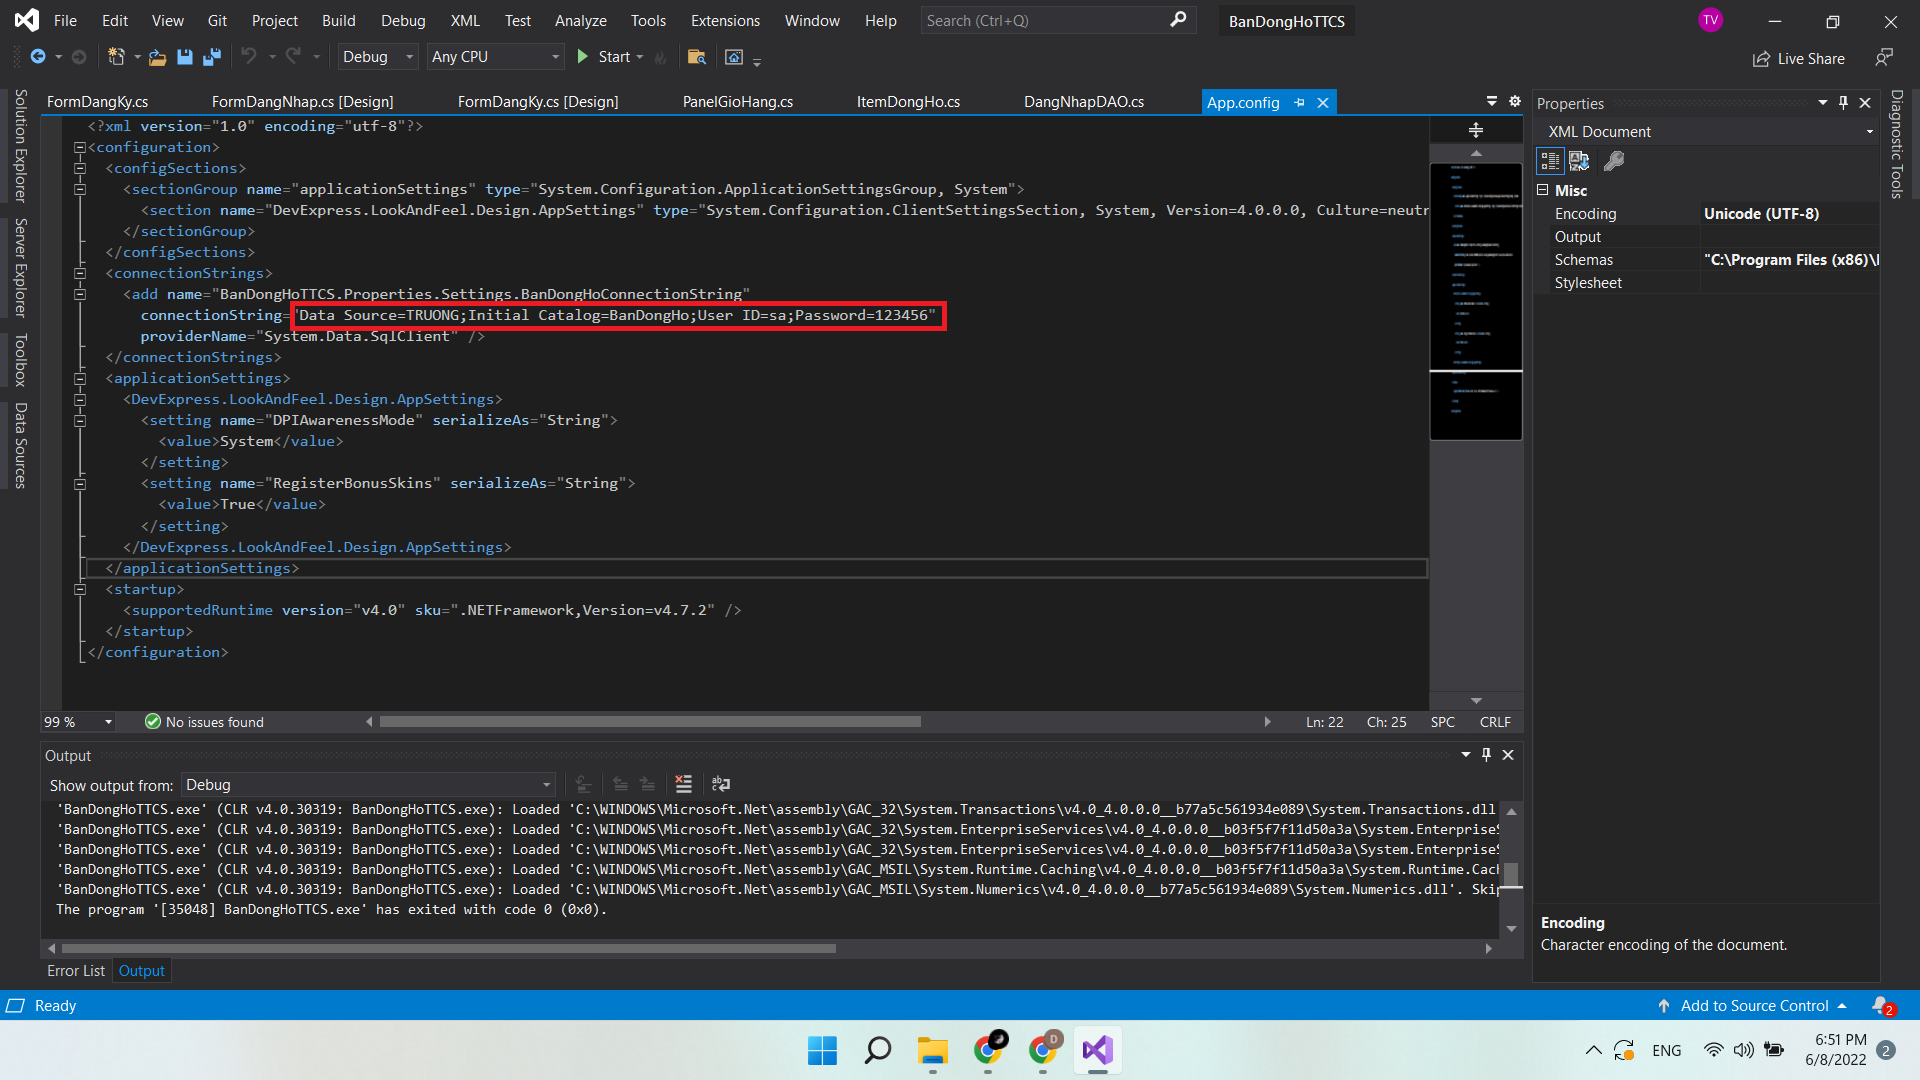 File Edit View Git Project Build Debug XML Test Analyze Tools Extensions Window Help Search (Ctrl+Q) BanDongHoTTCS TV
Debug Any CPU Start Live Share
FormDangKy.cs FormDangNhap.cs [Design] FormDangKy.cs [Design] PanelGioHang.cs ItemDongHo.cs DangNhapDAO.cs App.config
Solution Explorer
Server Explorer
Toolbox
Data Sources
<?xml version="1.0" encoding="utf-8"?>
<configuration>
<configSections>
<sectionGroup name="applicationSettings" type="System.Configuration.ApplicationSettingsGroup, System">
<section name="DevExpress.LookAndFeel.Design.AppSettings" type="System.Configuration.ClientSettingsSection, System, Version=4.0.0.0, Culture=neutr
</sectionGroup>
</configSections>
<connectionStrings>
<add name="BanDongHoTTCS.Properties.Settings.BanDongHoConnectionString"
connectionString="Data Source=TRUONG;Initial Catalog=BanDongHo;User ID=sa;Password=123456"
providerName="System.Data.SqlClient" />
</connectionStrings>
<applicationSettings>
<DevExpress.LookAndFeel.Design.AppSettings>
<setting name="DPIAwarenessMode" serializeAs="String">
<value>System</value>
</setting>
<setting name="RegisterBonusSkins" serializeAs="String">
<value>True</value>
</setting>
</DevExpress.LookAndFeel.Design.AppSettings>
</applicationSettings>
<startup>
<supportedRuntime version="v4.0" sku=".NETFramework,Version=v4.7.2" />
</startup>
</configuration>
99 % No issues found Ln: 22 Ch: 25 SPC CRLF
Output
Show output from: Debug
'BanDongHoTTCS.exe' (CLR v4.0.30319: BanDongHoTTCS.exe): Loaded 'C:\WINDOWS\Microsoft.Net\assembly\GAC_32\System.Transactions\v4.0_4.0.0.0__b77a5c561934e089\System.Transactions.dll
'BanDongHoTTCS.exe' (CLR v4.0.30319: BanDongHoTTCS.exe): Loaded 'C:\WINDOWS\Microsoft.Net\assembly\GAC_32\System.EnterpriseServices\v4.0_4.0.0.0__b03f5f7f11d50a3a\System.EnterpriseS
'BanDongHoTTCS.exe' (CLR v4.0.30319: BanDongHoTTCS.exe): Loaded 'C:\WINDOWS\Microsoft.Net\assembly\GAC_32\System.EnterpriseServices\v4.0_4.0.0.0__b03f5f7f11d50a3a\System.EnterpriseS
'BanDongHoTTCS.exe' (CLR v4.0.30319: BanDongHoTTCS.exe): Loaded 'C:\WINDOWS\Microsoft.Net\assembly\GAC_MSIL\System.Runtime.Caching\v4.0_4.0.0.0__b03f5f7f11d50a3a\System.Runtime.Cach
'BanDongHoTTCS.exe' (CLR v4.0.30319: BanDongHoTTCS.exe): Loaded 'C:\WINDOWS\Microsoft.Net\assembly\GAC_MSIL\System.Numerics\v4.0_4.0.0.0__b77a5c561934e089\System.Numerics.dll'. Skip
The program '[35048] BanDongHoTTCS.exe' has exited with code 0 (0x0).
Error List Output
Properties
XML Document
Misc
Encoding Unicode (UTF-8)
Output
Schemas "C:\Program Files (x86)\
Stylesheet
Encoding
Character encoding of the document.
Diagnostic Tools
Ready Add to Source Control 2
D
ENG 6:51 PM
6/8/2022 2